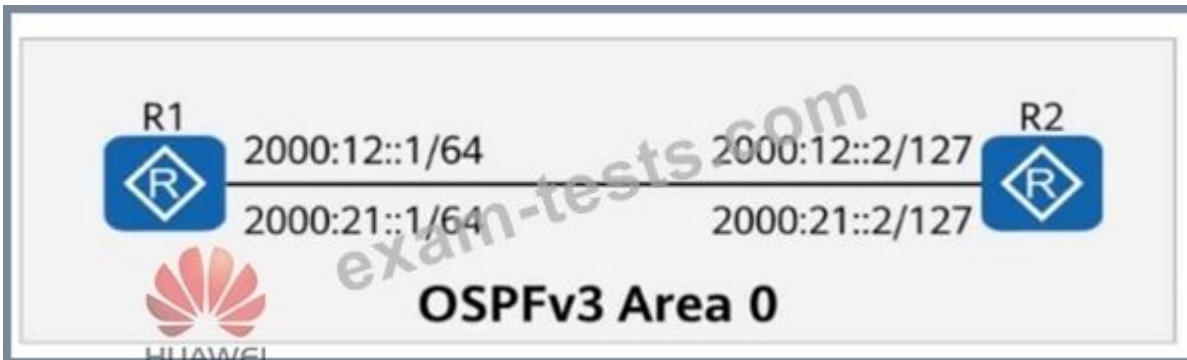 R1
R2
2000:12::1/64
2000:12::2/127
2000:21::1/64
2000:21::2/127
R
R
exam-tests.com
OSPFv3 Area 0
HUAWEI